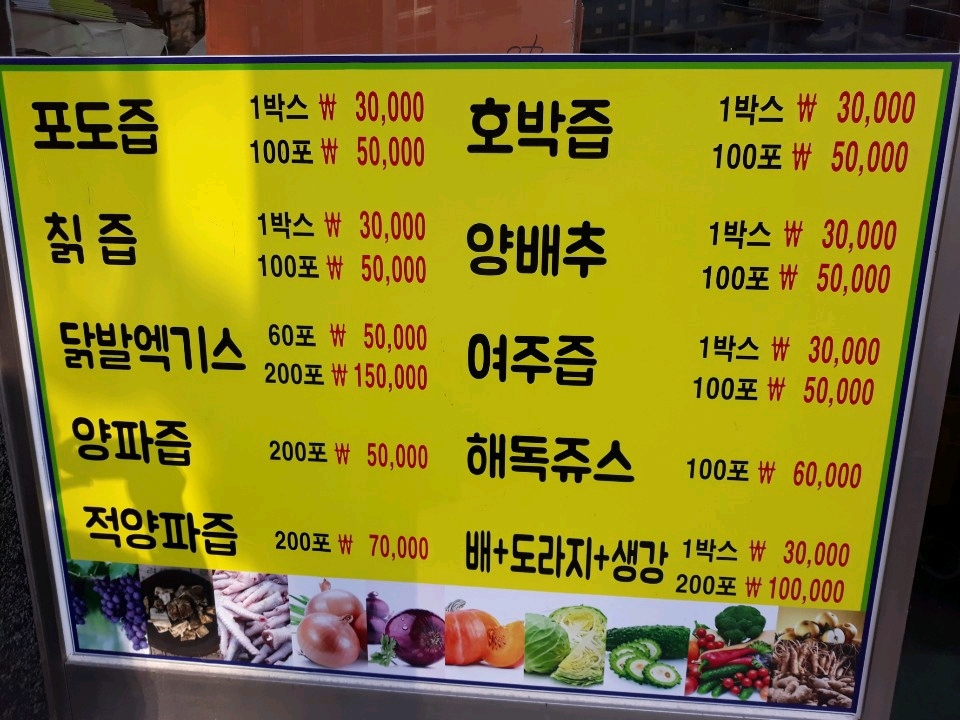 포도즙 1박스 ₩ 30,000
100포 ₩ 50,000
칡 즙 1박스 ₩ 30,000
100포 ₩ 50,000
닭발엑기스 60포 ₩ 50,000
200포 ₩ 150,000
양파즙 200포 ₩ 50,000
적양파즙 200포 ₩ 70,000
호박즙 1박스 ₩ 30,000
100포 ₩ 50,000
양배추 1박스 ₩ 30,000
100포 ₩ 50,000
여주즙 1박스 ₩ 30,000
100포 ₩ 50,000
해독쥬스 100포 ₩ 60,000
배+도라지+생강 1박스 ₩ 30,000
200포 ₩ 100,000